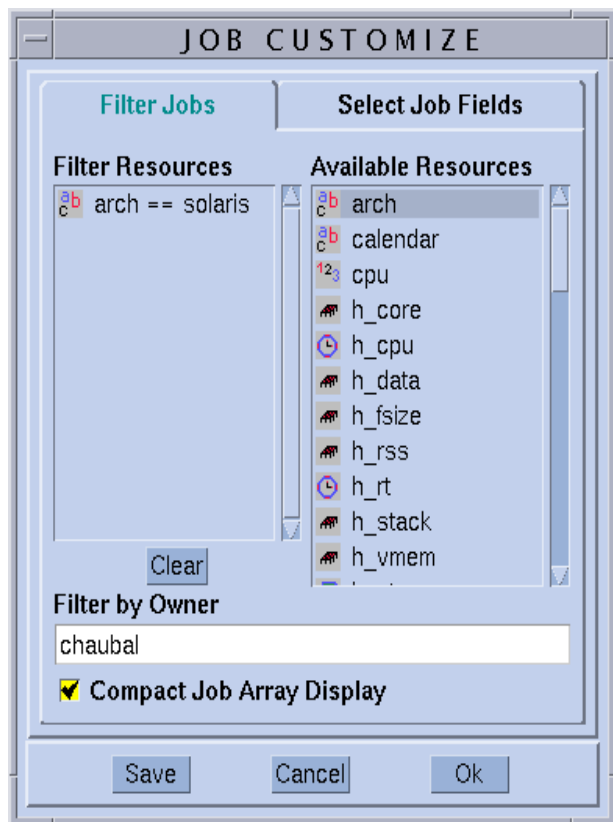 JOB CUSTOMIZE
Filter Jobs
Select Job Fields
Filter Resources
arch == solaris
Available Resources
arch
calendar
cpu
h_core
h_cpu
h_data
h_fsize
h_rss
h_rt
h_stack
h_vmem
Clear
Filter by Owner
chaubal
Compact Job Array Display
Save
Cancel
Ok